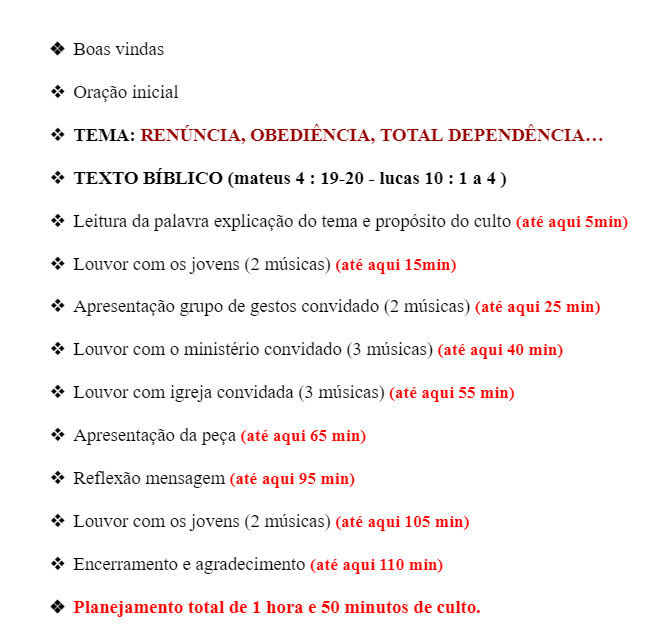 ❖ Boas vindas
❖ Oração inicial
❖ TEMA: RENÚNCIA, OBEDIÊNCIA, TOTAL DEPENDÊNCIA…
❖ TEXTO BÍBLICO (mateus 4 : 19-20 - lucas 10 : 1 a 4 )
❖ Leitura da palavra explicação do tema e propósito do culto (até aqui 5min)
❖ Louvor com os jovens (2 músicas) (até aqui 15min)
❖ Apresentação grupo de gestos convidado (2 músicas) (até aqui 25 min)
❖ Louvor com o ministério convidado (3 músicas) (até aqui 40 min)
❖ Louvor com igreja convidada (3 músicas) (até aqui 55 min)
❖ Apresentação da peça (até aqui 65 min)
❖ Reflexão mensagem (até aqui 95 min)
❖ Louvor com os jovens (2 músicas) (até aqui 105 min)
❖ Encerramento e agradecimento (até aqui 110 min)
❖ Planejamento total de 1 hora e 50 minutos de culto.